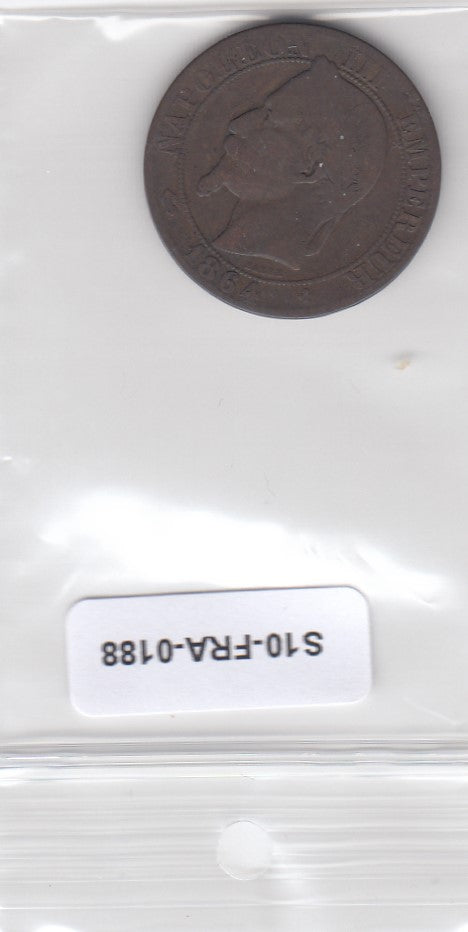 NAPOLEON III EMPEREUR
S10-FRA-0188